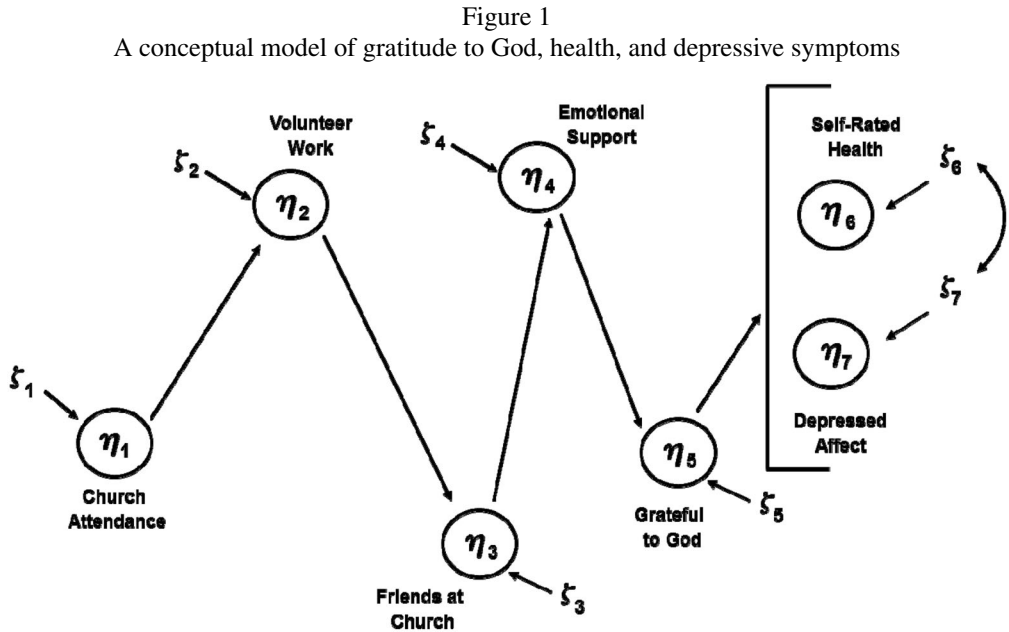 Figure 1
A conceptual model of gratitude to God, health, and depressive symptoms
Volunteer
Work
ζ2
η2
Emotional
Support
ζ4
η4
Self-Rated
Health
ζ6
η6
ζ7
η7
Depressed
Affect
ζ1
η1
Church
Attendance
η5
Grateful
to God
ζ5
η3
Friends at
Church
ζ3